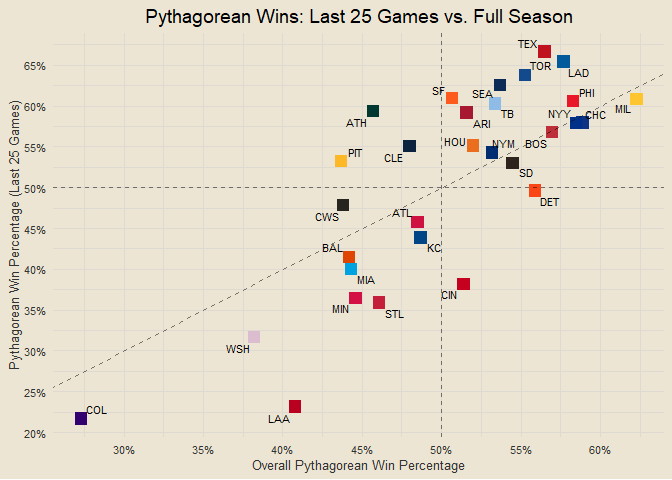 Pythagorean Wins: Last 25 Games vs. Full Season
Pythagorean Win Percentage (Last 25 Games)
65%
60%
55%
50%
45%
40%
35%
30%
25%
20%
TEX
TOR
LAD
SF
SEA
PHI
MIL
ATH
ARI
TB
NYY
CHC
PIT
CLE
HOU
NYM
BOS
SD
DET
CWS
ATL
KC
BAL
MIA
CIN
MIN
STL
WSH
COL
LAA
30%
35%
40%
45%
50%
55%
60%
Overall Pythagorean Win Percentage